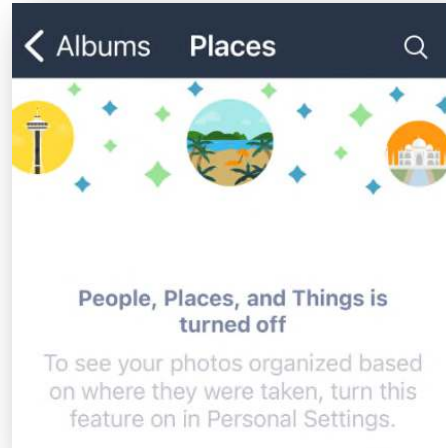 Albums Places
People, Places, and Things is
turned off
To see your photos organized based
on where they were taken, turn this
feature on in Personal Settings.